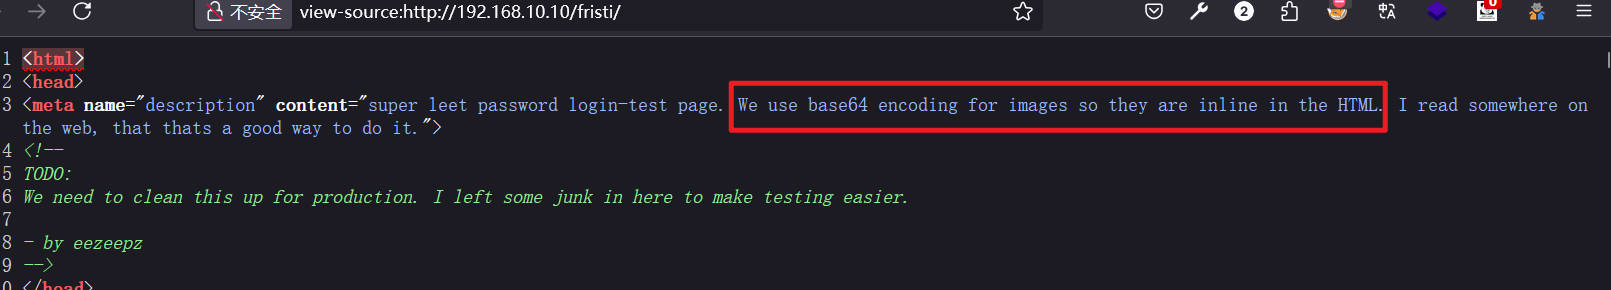 不安全 view-source:http://192.168.10.10/fristi/ 2 0
1 <html>
2 <head>
3 <meta name="description" content="super leet password login-test page. We use base64 encoding for images so they are inline in the HTML. I read somewhere on
the web, that thats a good way to do it.">
4 <!--
5 TODO:
6 We need to clean this up for production. I left some junk in here to make testing easier.
7
8 - by eezeepz
9 -->
0 </head>